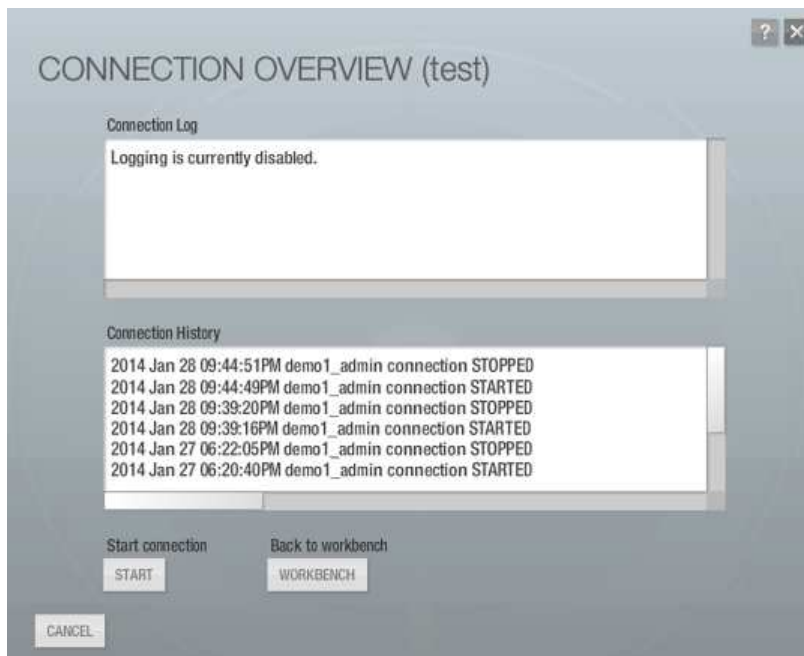 ?
CONNECTION OVERVIEW (test)
Connection Log
Logging is currently disabled.
Connection History
2014 Jan 28 09:44:51PM demo1_admin connection STOPPED
2014 Jan 28 09:44:49PM demo1_admin connection STARTED
2014 Jan 28 09:39:20PM demo1_admin connection STOPPED
2014 Jan 28 09:39:16PM demo1_admin connection STARTED
2014 Jan 27 06:22:05PM demo1_admin connection STOPPED
2014 Jan 27 06:20:40PM demo1_admin connection STARTED
Start connection Back to workbench
START WORKBENCH
CANCEL